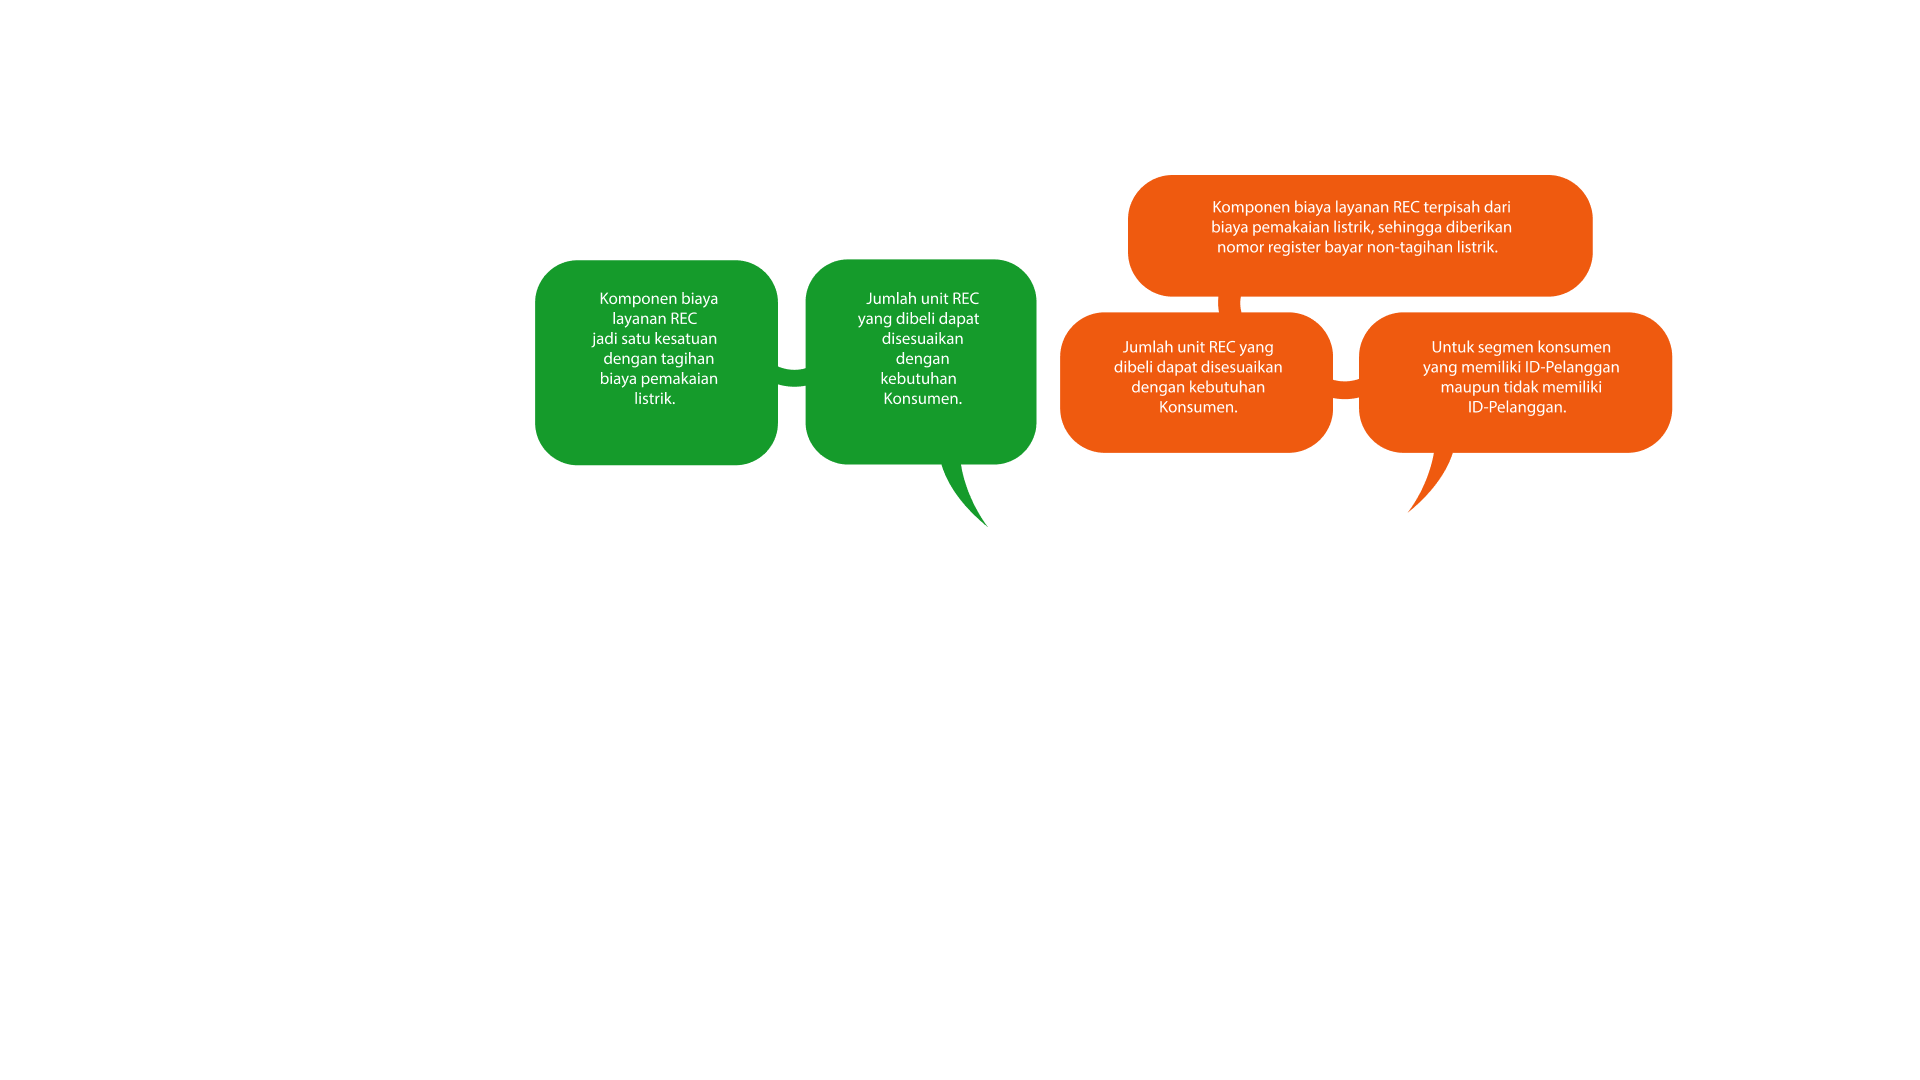 Komponen biaya
layanan REC
jadi satu kesatuan
dengan tagihan
biaya pemakaian
listrik.
Jumlah unit REC
yang dibeli dapat
disesuaikan
dengan
kebutuhan
Konsumen.
Komponen biaya layanan REC terpisah dari
biaya pemakaian listrik, sehingga diberikan
nomor register bayar non-tagihan listrik.
Jumlah unit REC yang
dibeli dapat disesuaikan
dengan kebutuhan
Konsumen.
Untuk segmen konsumen
yang memiliki ID-Pelanggan
maupun tidak memiliki
ID-Pelanggan.